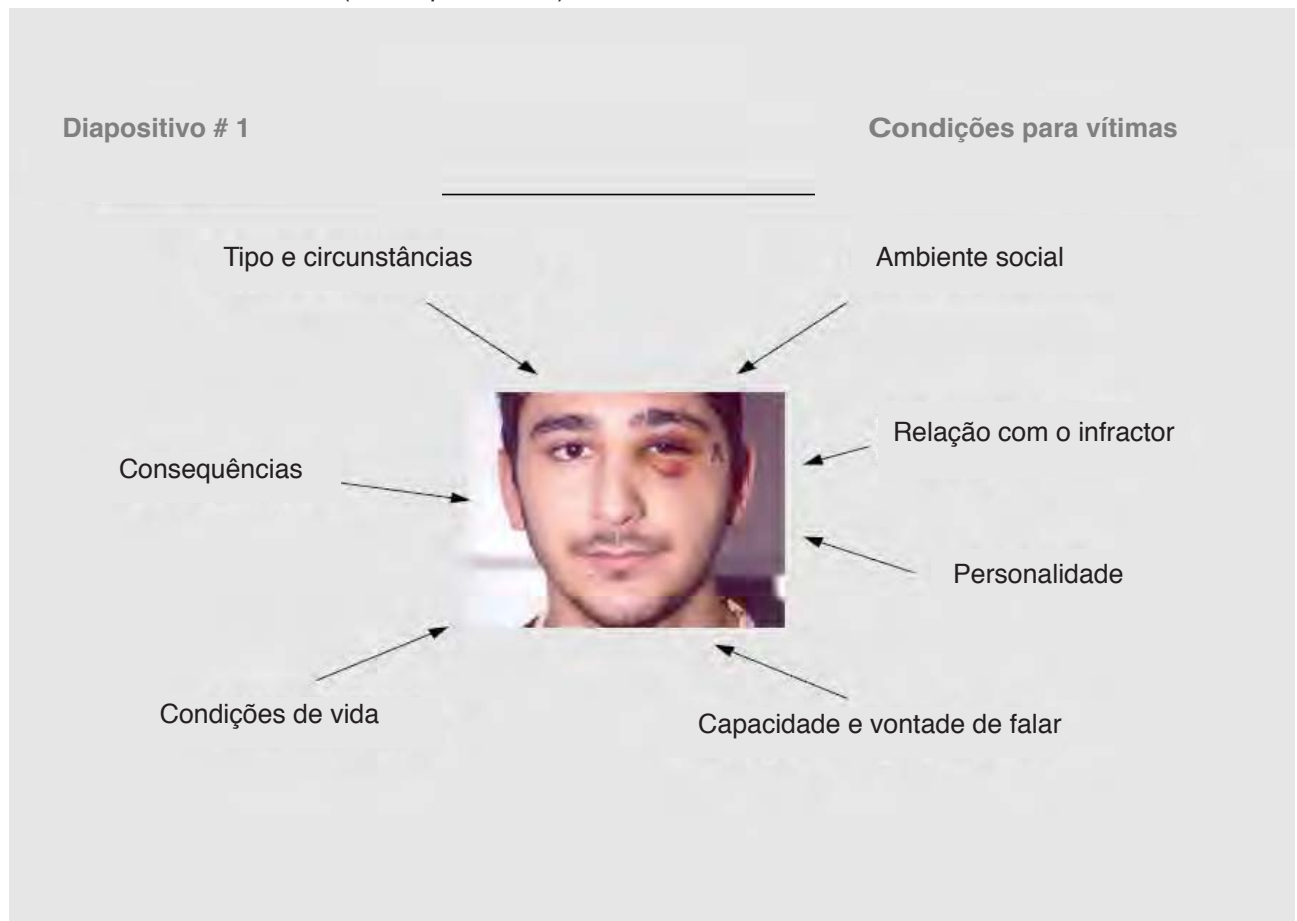 Diapositivo # 1
Condições para vítimas
Tipo e circunstâncias
Ambiente social
Relação com o infractor
Consequências
Personalidade
Condições de vida
Capacidade e vontade de falar